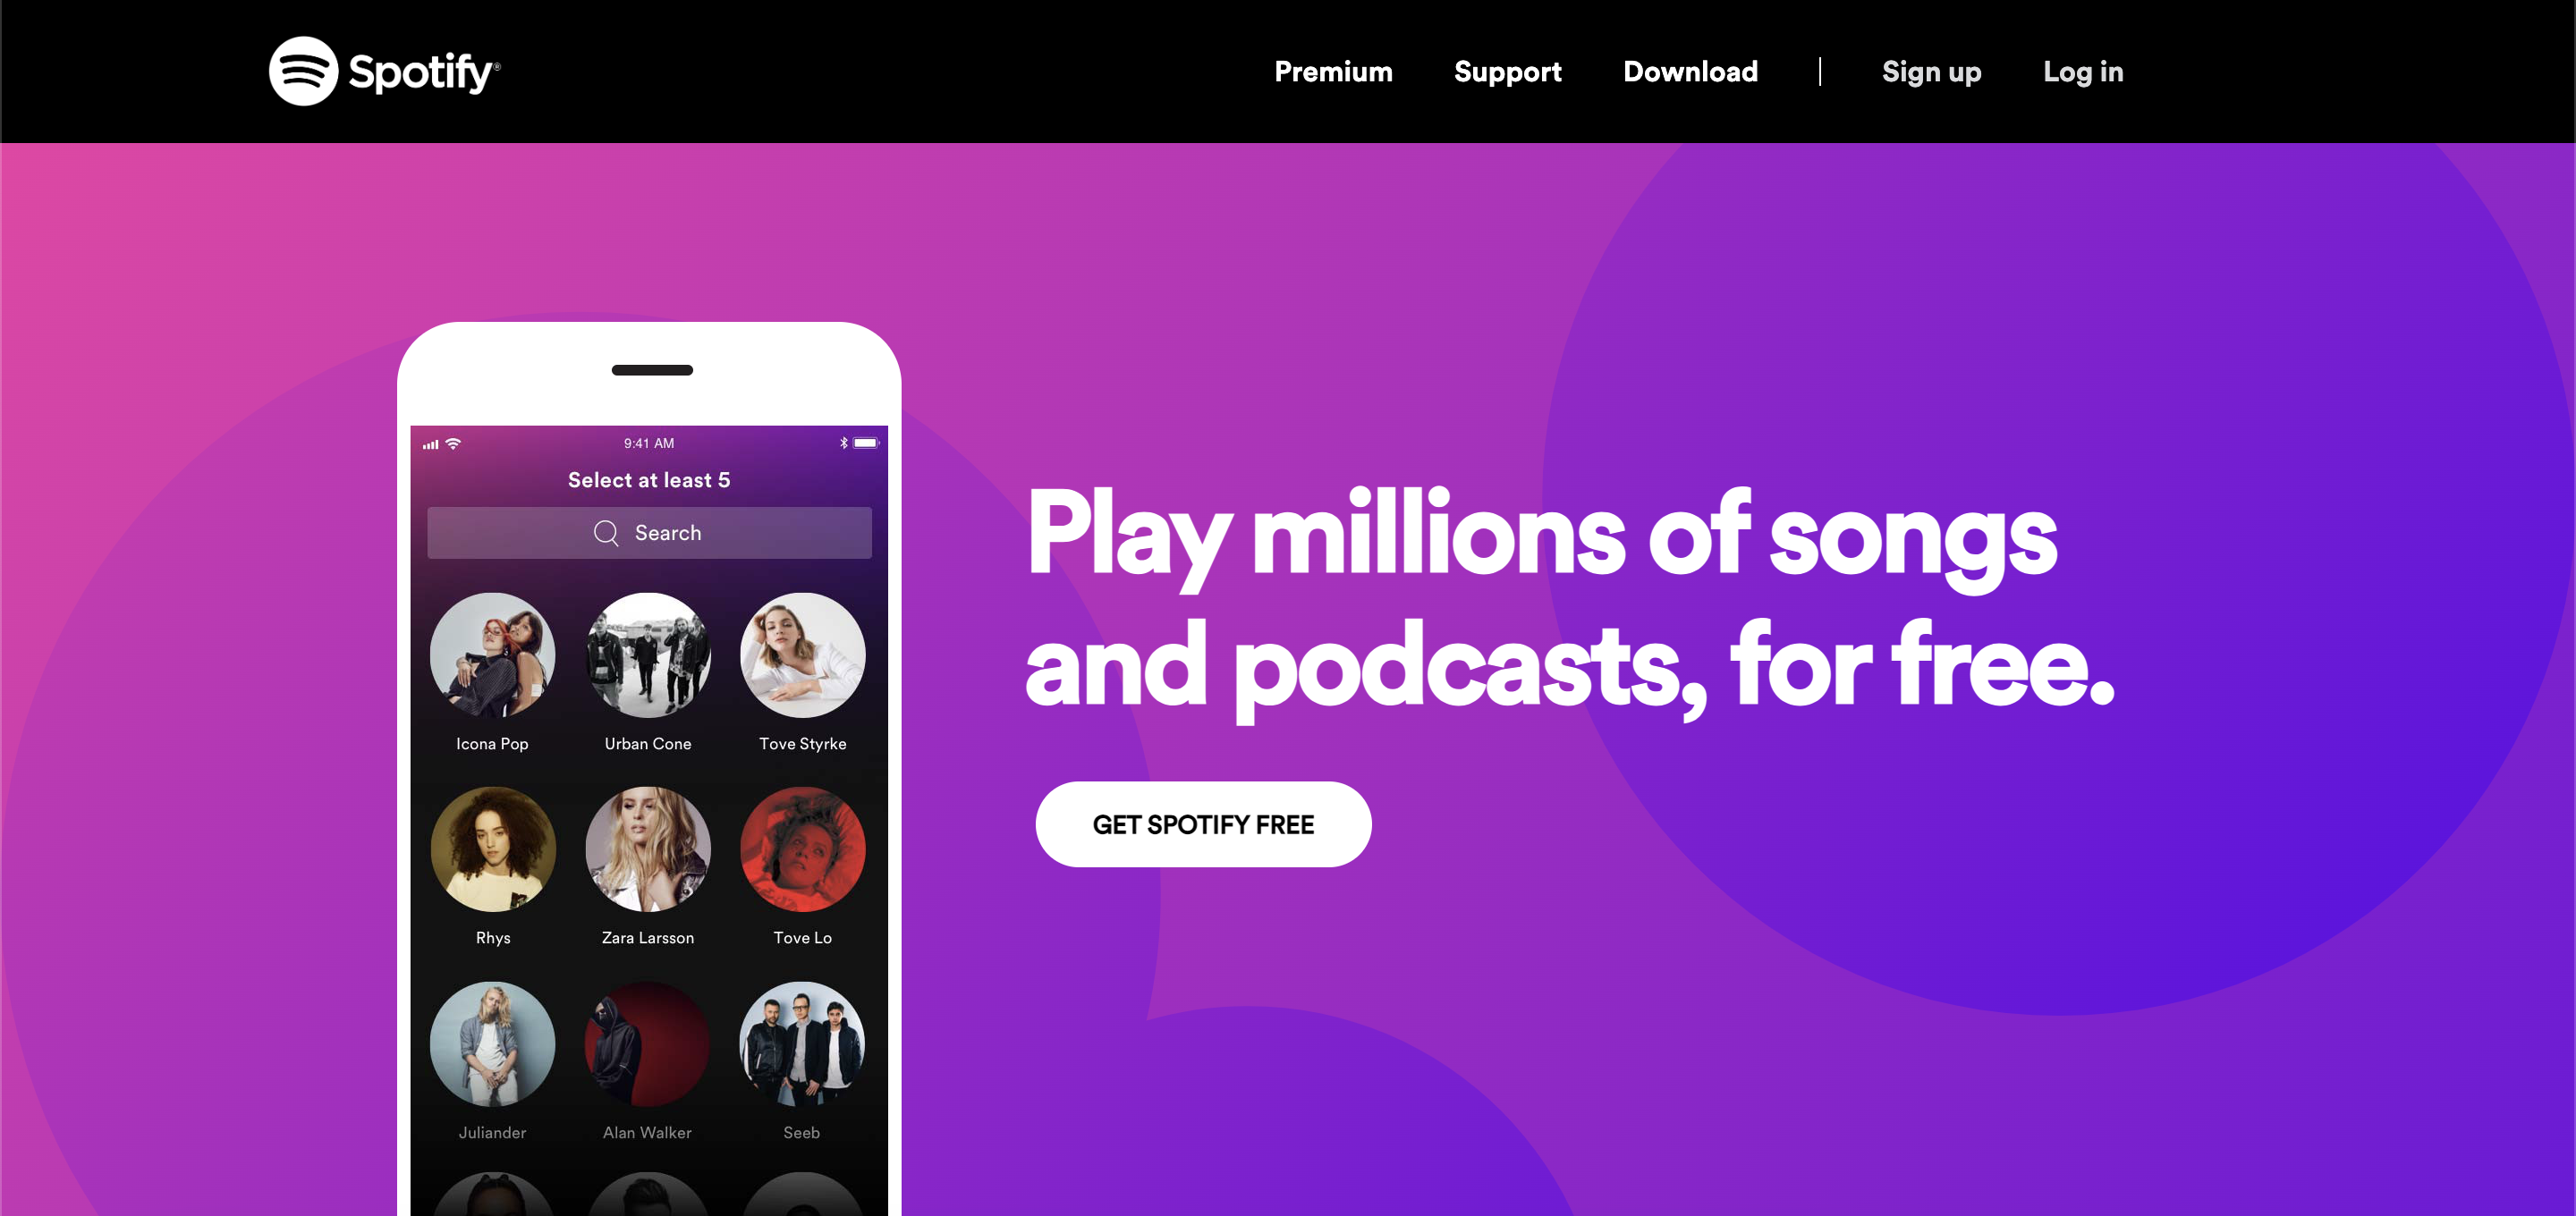 Spotify®
Premium Support Download | Sign up Log in
9:41 AM
Select at least 5
Search
Icona Pop Urban Cone Tove Styrke
Rhys Zara Larsson Tove Lo
Juliander Alan Walker Seeb
Play millions of songs
and podcasts, for free.
GET SPOTIFY FREE